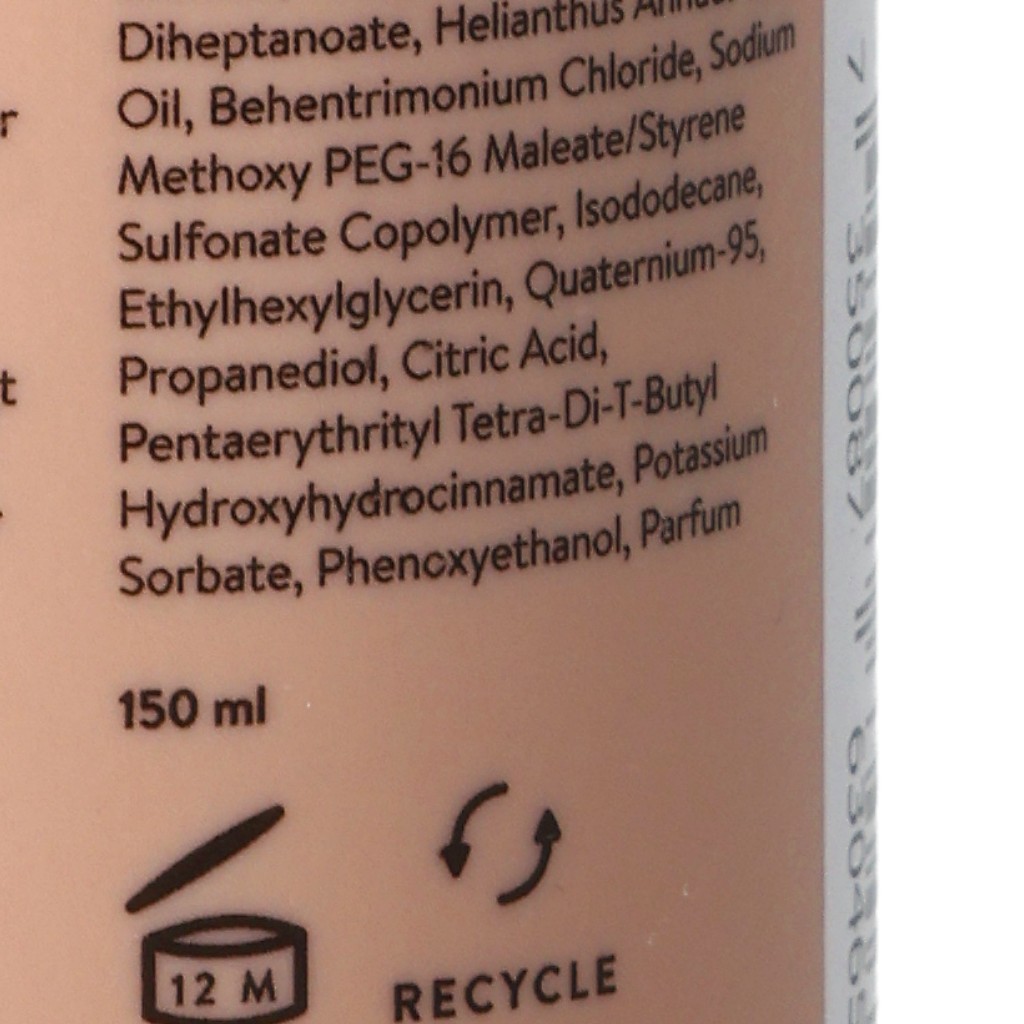 Diheptanoate, Helianthus
Oil, Behentrimonium Chloride, Sodium
Methoxy PEG-16 Maleate/Styrene
Sulfonate Copolymer, Isododecane,
Ethylhexylglycerin, Quaternium-95,
Propanediol, Citric Acid,
Pentaerythrityl Tetra-Di-T-Butyl
Hydroxyhydrocinnamate, Potassium
Sorbate, Phenoxyethanol, Parfum
150 ml
12 M
RECYCLE